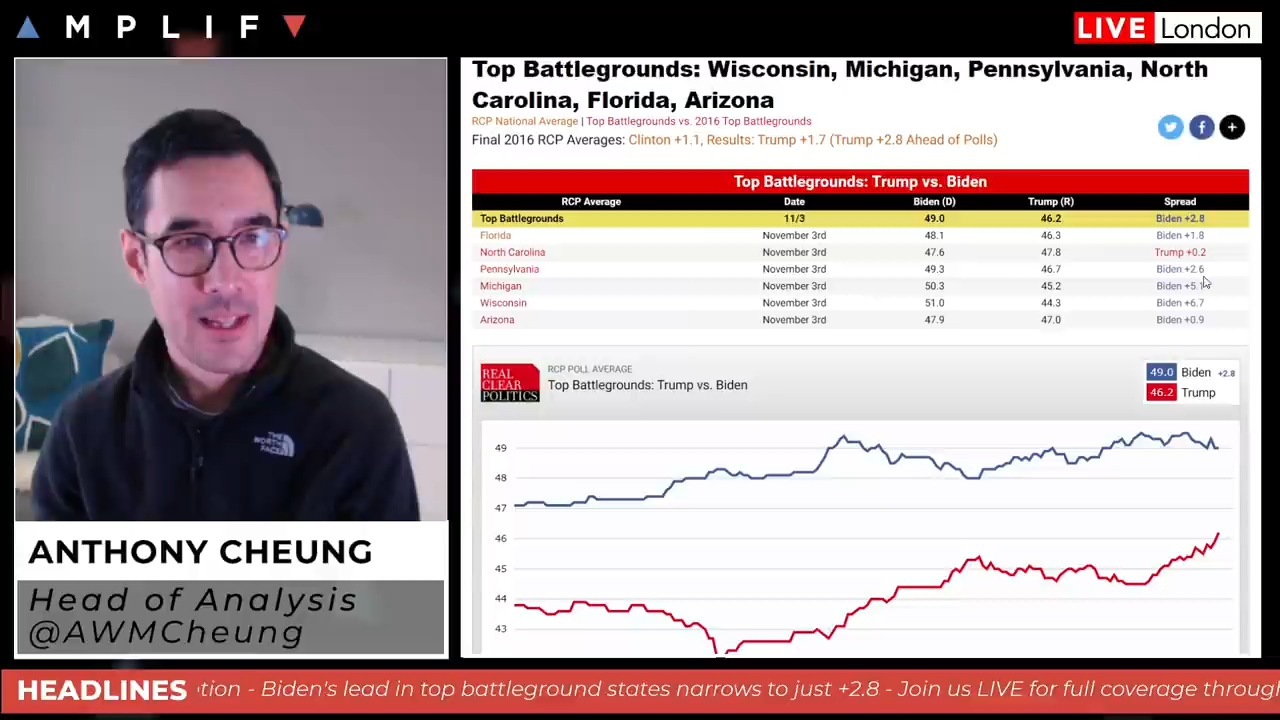 ▲ M P L I F ▼
LIVE London
Top Battlegrounds: Wisconsin, Michigan, Pennsylvania, North
Carolina, Florida, Arizona
RCP National Average | Top Battlegrounds vs. 2016 Top Battlegrounds
Final 2016 RCP Averages: Clinton +1.1, Results: Trump +1.7 (Trump +2.8 Ahead of Polls)
Top Battlegrounds: Trump vs. Biden
RCP Average Date Biden (D) Trump (R) Spread
Top Battlegrounds 11/3 49.0 46.2 Biden +2.8
Florida November 3rd 48.1 46.3 Biden +1.8
North Carolina November 3rd 47.6 47.8 Trump +0.2
Pennsylvania November 3rd 49.3 46.7 Biden +2.6
Michigan November 3rd 50.3 45.2 Biden +5.1
Wisconsin November 3rd 51.0 44.3 Biden +6.7
Arizona November 3rd 47.9 47.0 Biden +0.9
REAL
CLEAR
POLITICS
RCP POLL AVERAGE
Top Battlegrounds: Trump vs. Biden
49.0 Biden +2.8
46.2 Trump
49
48
47
46
45
44
43
THE
NORTH
FACE
ANTHONY CHEUNG
Head of Analysis
@AWMCheung
HEADLINES tion - Biden's lead in top battleground states narrows to just +2.8 - Join us LIVE for full coverage through